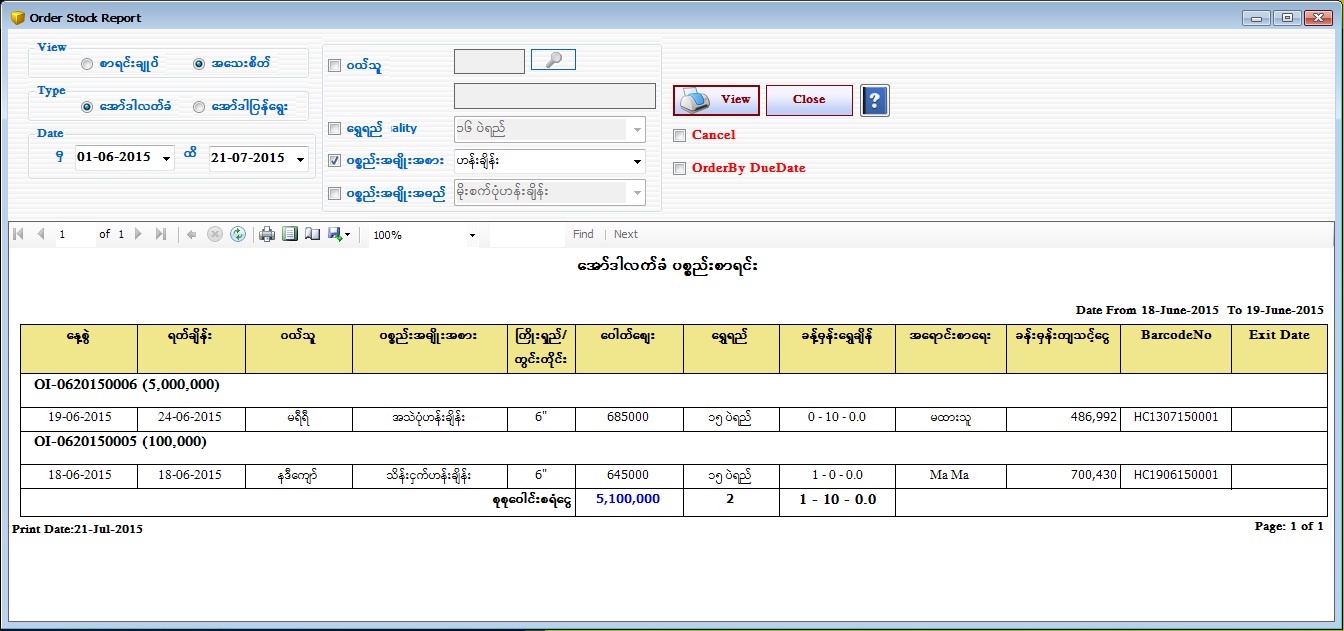 Order Stock Report
View
စာရင်းချုပ် အသေးစိတ်
Type
အော်ဒါလက်ခံ အော်ဒါပြန်ရွေး
Date
မှ 01-06-2015 ထိ 21-07-2015
ဝယ်သူ
ရွှေရည် ality ၁၆ ပဲရည်
ပစ္စည်းအမျိုးအစား ဟန်းချိန်း
ပစ္စည်းအမျိုးအမည် မိုးစက်ပုံဟန်းချိန်း
View Close ?
Cancel
OrderBy DueDate
1 of 1 100% Find | Next
အော်ဒါလက်ခံ ပစ္စည်းစာရင်း
Date From 18-June-2015 To 19-June-2015
နေ့စွဲ ရက်ချိန်း ဝယ်သူ ပစ္စည်းအမျိုးအစား ကြိုးရှည်/ကွင်းတိုင်း ပေါက်ဈေး ရွှေရည် ခန့်မှန်းရွှေချိန် အရောင်းစာရေး ခန်းမှန်းကျသင့်ငွေ BarcodeNo Exit Date
OI-0620150006 (5,000,000)
19-06-2015 24-06-2015 မရီရီ အသဲပုံဟန်းချိန်း 6" 685000 ၁၅ ပဲရည် 0 - 10 - 0.0 မထားသူ 486,992 HC1307150001
OI-0620150005 (100,000)
18-06-2015 18-06-2015 နဒီကျော် သိန်းငှက်ဟန်းချိန်း 6" 645000 ၁၅ ပဲရည် 1 - 0 - 0.0 Ma Ma 700,430 HC1906150001
စုစုပေါင်းစရံငွေ 5,100,000 2 1 - 10 - 0.0
Print Date:21-Jul-2015 Page: 1 of 1